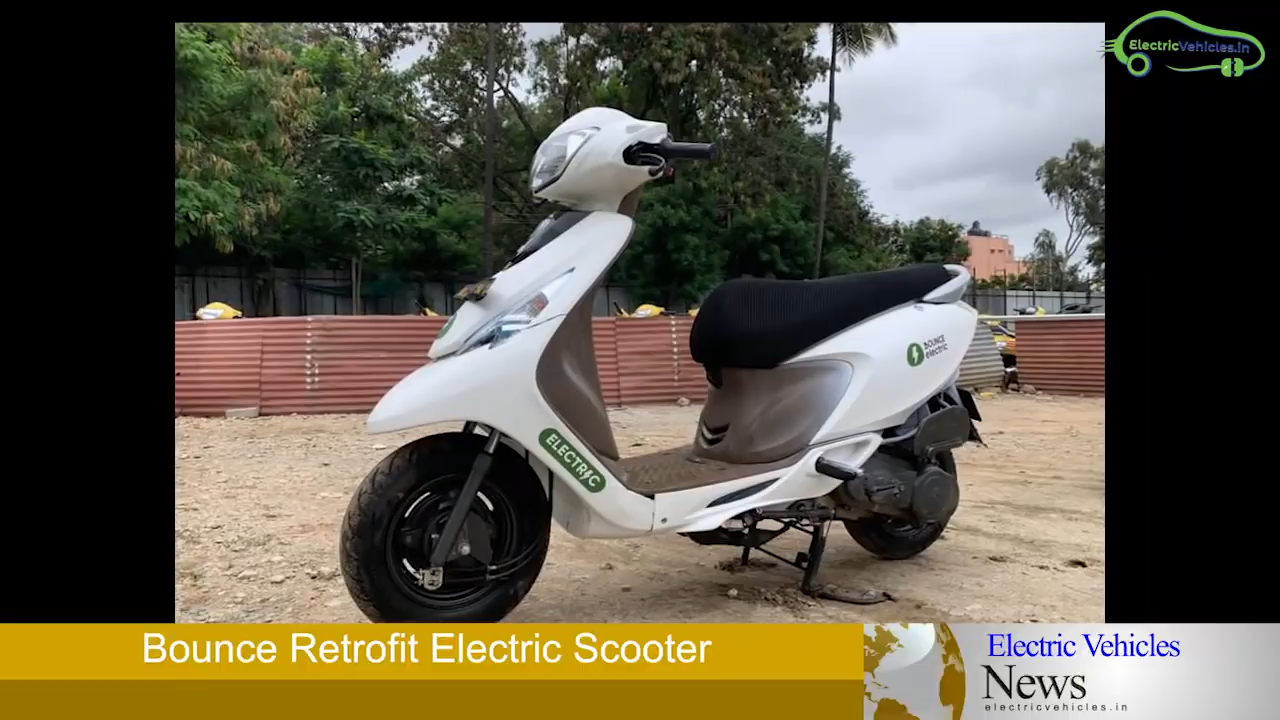 ElectricVehicles.in
BOUNCE
electric
ELECTRIC
Bounce Retrofit Electric Scooter
Electric Vehicles
News
electricvehicles.in